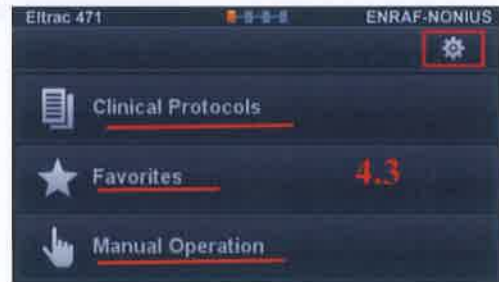 Eltrac 471 ENRAF-NONIUS
Clinical Protocols
Favorites 4.3
Manual Operation